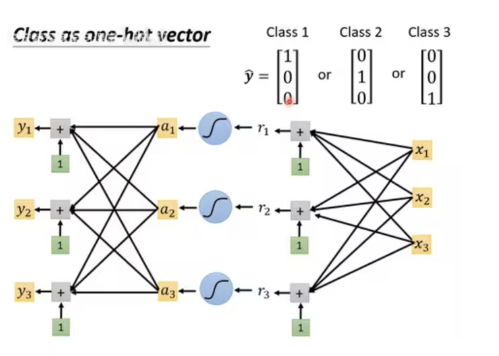 Class as one-hot vector
Class 1 Class 2 Class 3
ŷ = [1 0 0] or [0 1 0] or [0 0 1]
y₁ + a₁ r₁ + x₁
1 1
y₂ + a₂ r₂ + x₂
1 1
y₃ + a₃ r₃ + x₃
1 1